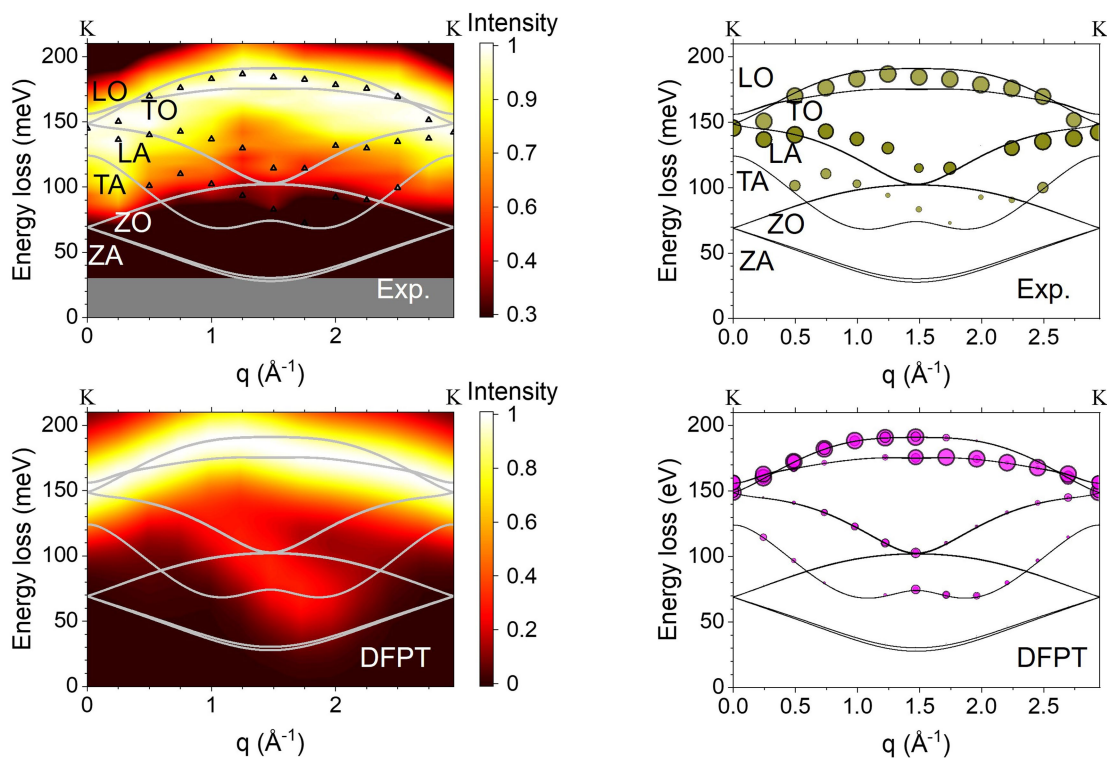 K K Intensity
200
150
100
50
0
Energy loss (meV)
LO
TO
LA
TA
ZO
ZA
Exp.
0 1 2
q (Å⁻¹)
1
0.9
0.7
0.6
0.4
0.3
K K
200
150
100
50
0
Energy loss (meV)
LO
TO
LA
TA
ZO
ZA
Exp.
0.0 0.5 1.0 1.5 2.0 2.5
q (Å⁻¹)
K K Intensity
200
150
100
50
0
Energy loss (meV)
DFPT
0 1 2
q (Å⁻¹)
1
0.8
0.6
0.4
0.2
0
K K
200
150
100
50
0
Energy loss (eV)
DFPT
0.0 0.5 1.0 1.5 2.0 2.5
q (Å⁻¹)